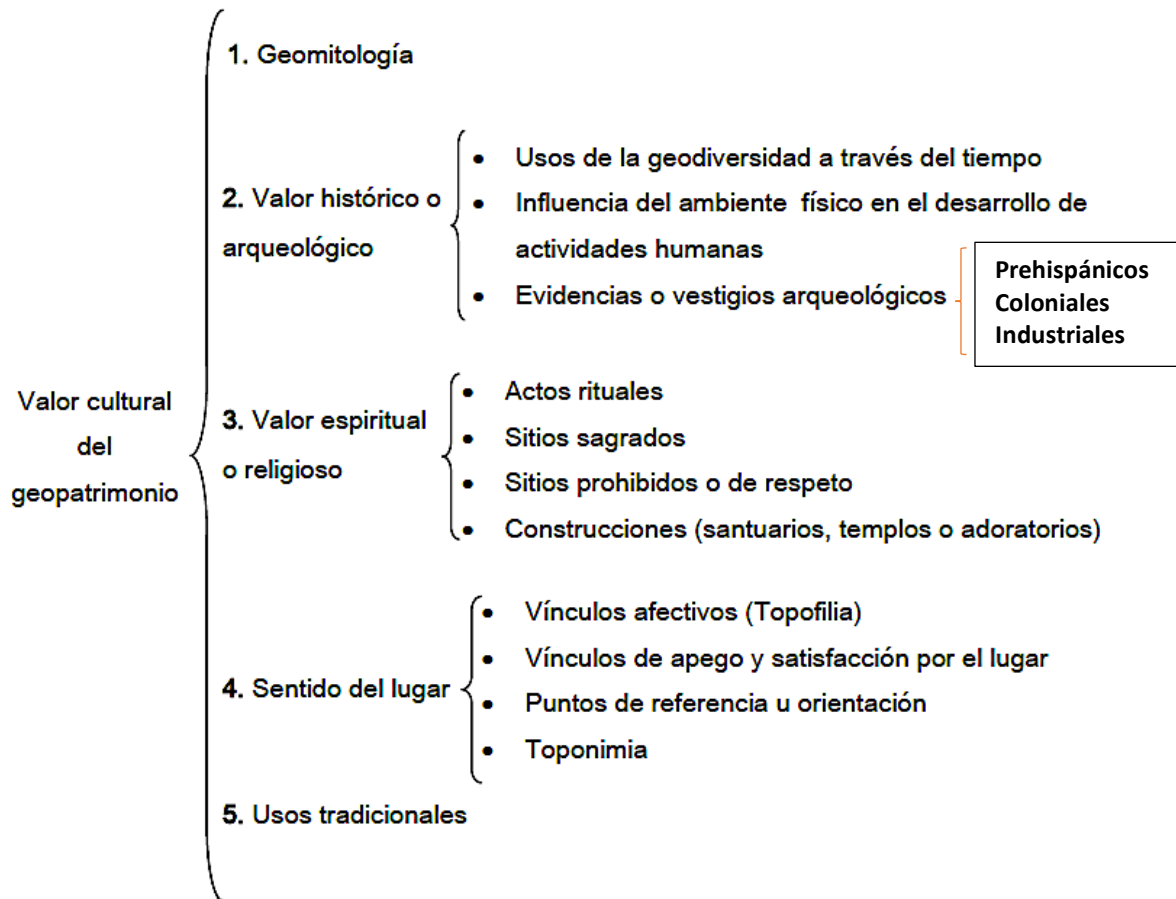 Valor cultural
del
geopatrimonio
1. Geomitología
2. Valor histórico o
arqueológico
• Usos de la geodiversidad a través del tiempo
• Influencia del ambiente físico en el desarrollo de
actividades humanas
• Evidencias o vestigios arqueológicos
Prehispánicos
Coloniales
Industriales
3. Valor espiritual
o religioso
• Actos rituales
• Sitios sagrados
• Sitios prohibidos o de respeto
• Construcciones (santuarios, templos o adoratorios)
4. Sentido del lugar
• Vínculos afectivos (Topofilia)
• Vínculos de apego y satisfacción por el lugar
• Puntos de referencia u orientación
• Toponimia
5. Usos tradicionales